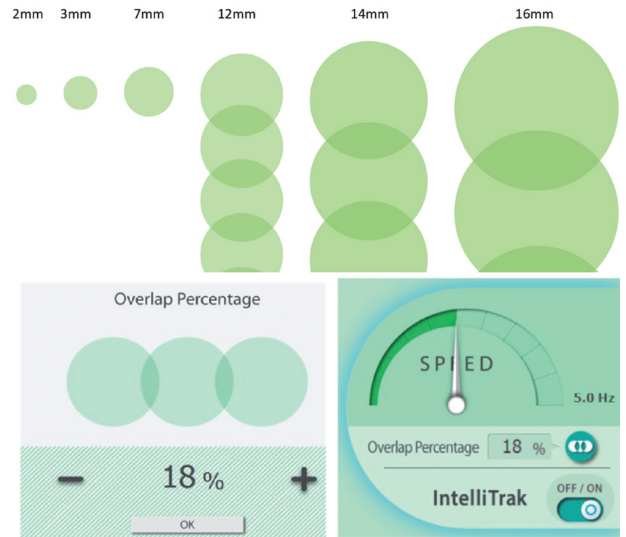 2mm 3mm 7mm 12mm 14mm 16mm
Overlap Percentage
18 %
OK
SPEED
5.0 Hz
Overlap Percentage 18 %
IntelliTrak
OFF / ON